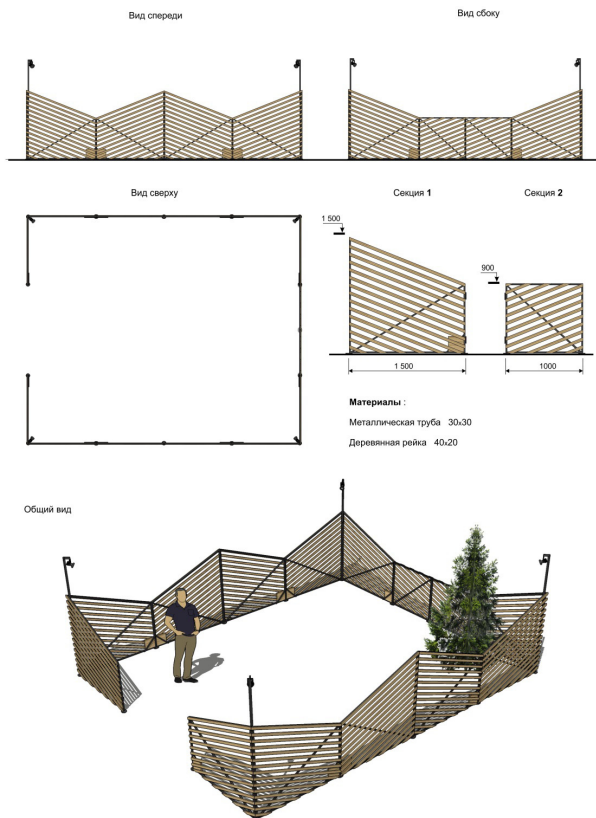 Вид спереди
Вид сбоку
Вид сверху
Секция 1
Секция 2
1 500
900
1 500
1000
Материалы :
Металлическая труба 30х30
Деревянная рейка 40х20
Общий вид